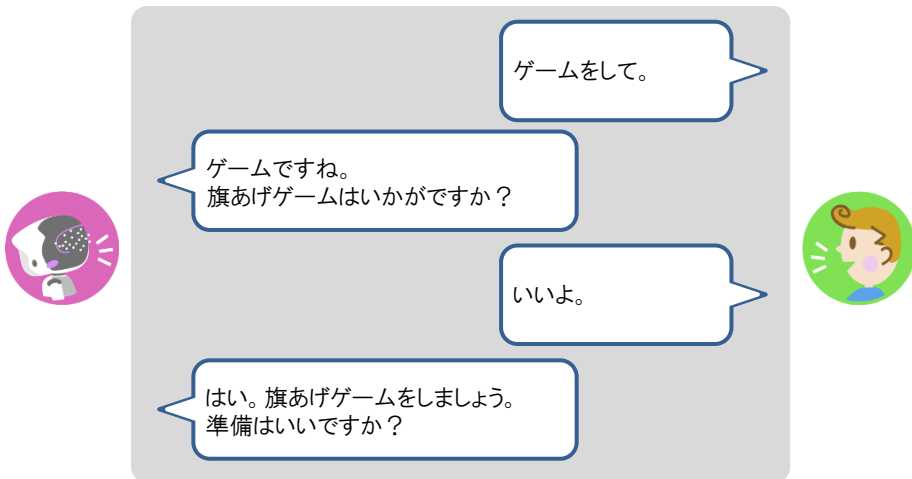 ゲームをして。
ゲームですね。
旗あげゲームはいかがですか？
いいよ。
はい。旗あげゲームをしましょう。
準備はいいですか？